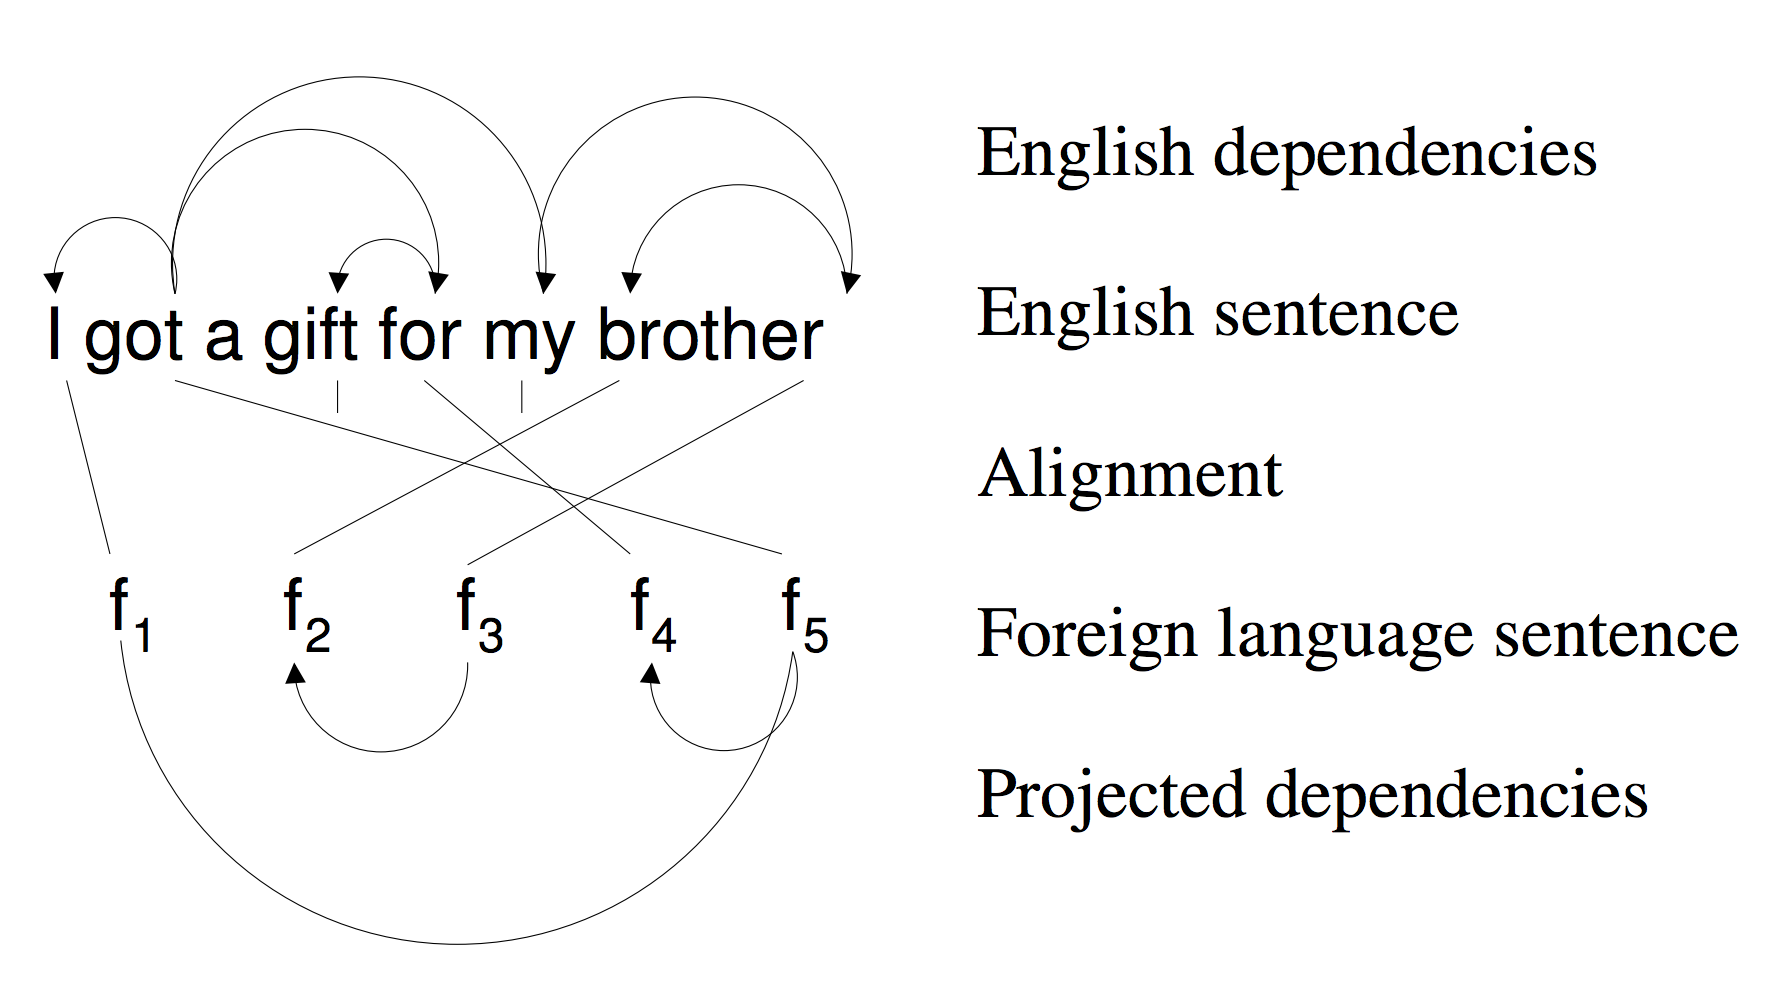 English dependencies
I got a gift for my brother
English sentence
Alignment
f1 f2 f3 f4 f5
Foreign language sentence
Projected dependencies